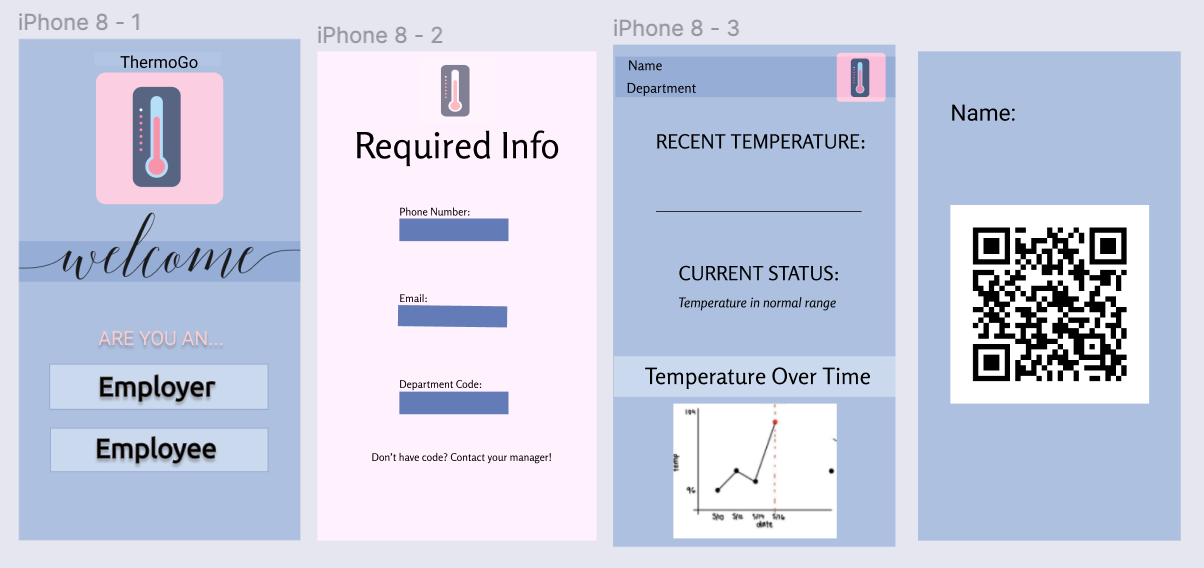 iPhone 8 - 1
ThermoGo
welcome
ARE YOU AN...
Employer
Employee
iPhone 8 - 2
Required Info
Phone Number:
Email:
Department Code:
Don't have code? Contact your manager!
iPhone 8 - 3
Name
Department
RECENT TEMPERATURE:
CURRENT STATUS:
Temperature in normal range
Temperature Over Time
104
temp
96
5/10 5/12 5/14 5/16
date
Name: